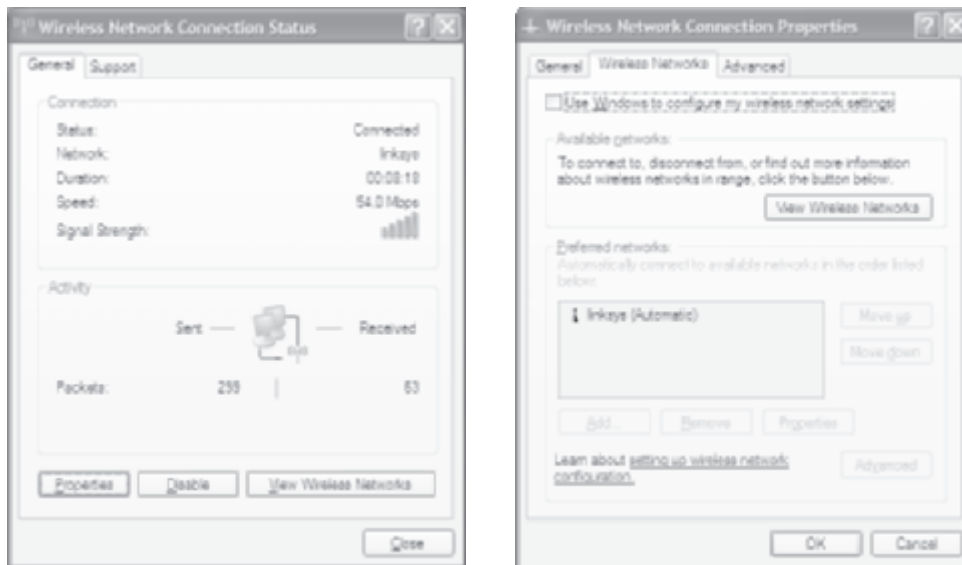 Wireless Network Connection Status
General Support
Connection
Status: Connected
Network: linksys
Duration: 00:08:18
Speed: 54.0 Mbps
Signal Strength:
Activity
Sent Received
Packets: 63
Properties Disable View Wireless Networks
Close
Wireless Network Connection Properties
General Wireless Networks Advanced
Use Windows to configure my wireless network settings
Available networks:
To connect to, disconnect from, or find out more information
about wireless networks in range, click the button below.
View Wireless Networks
Preferred networks:
Automatically connect to available networks in the order listed
below:
linksys (Automatic)
Move up
Move down
Add... Remove Properties
Learn about setting up wireless network
configuration.
Advanced
OK Cancel